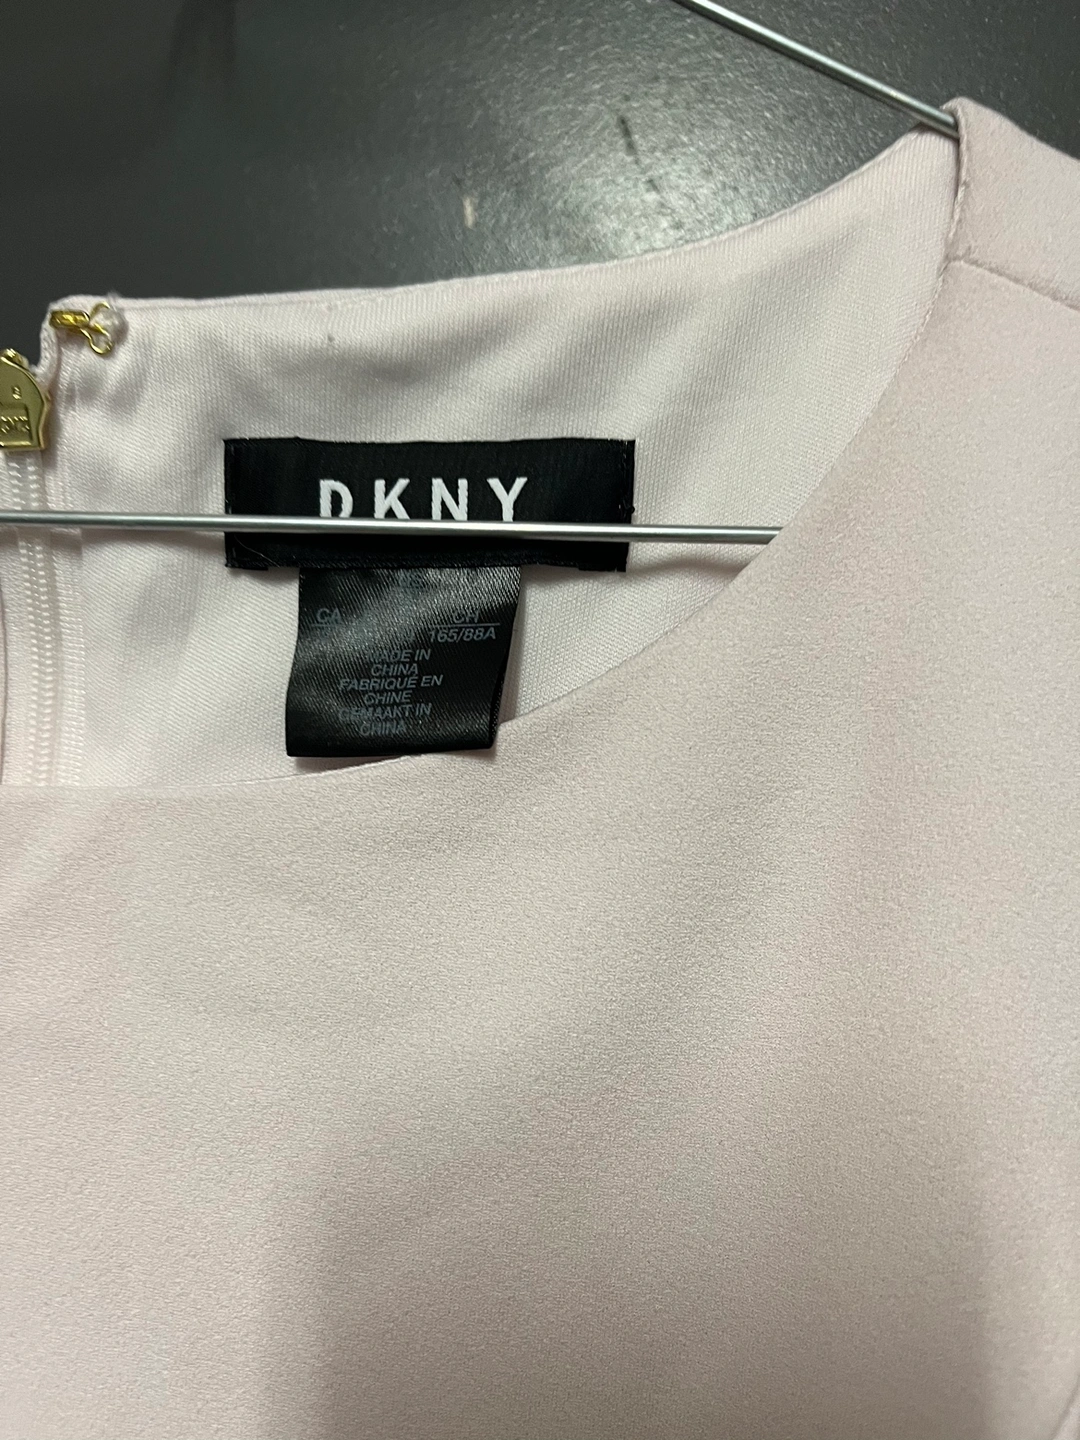 DKNY
CA
CH
165/88A
MADE IN
CHINA
FABRIQUÉ EN
CHINE
GEMAAKT IN
CHINA